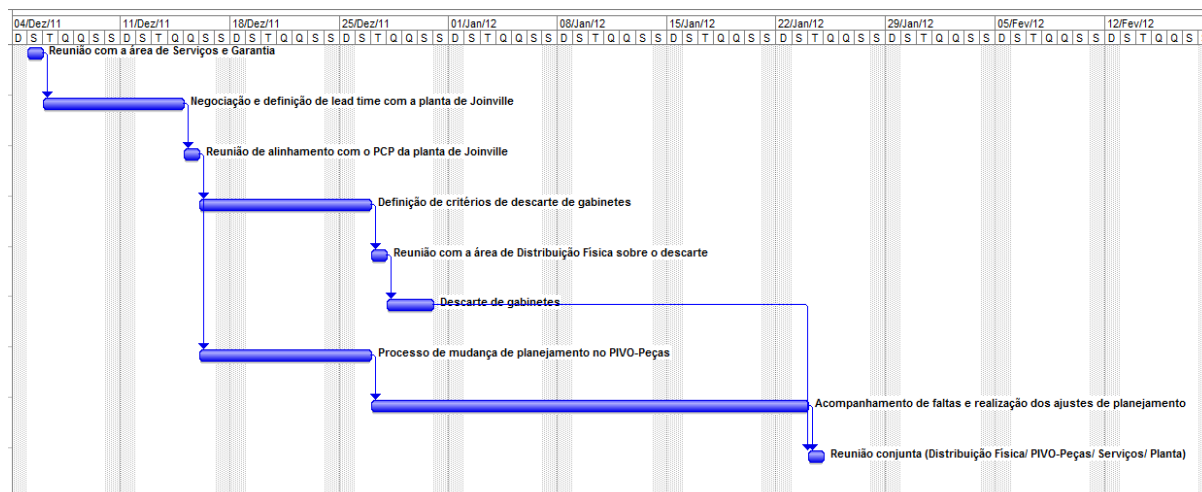 04/Dez/11 11/Dez/11 18/Dez/11 25/Dez/11 01/Jan/12 08/Jan/12 15/Jan/12 22/Jan/12 29/Jan/12 05/Fev/12 12/Fev/12
D S T Q Q S S D S T Q Q S S D S T Q Q S S D S T Q Q S S D S T Q Q S S D S T Q Q S S D S T Q Q S S D S T Q Q S S D S T Q Q S S D S T Q Q S S D S T Q Q S
Reunião com a área de Serviços e Garantia
Negociação e definição de lead time com a planta de Joinville
Reunião de alinhamento com o PCP da planta de Joinville
Definição de critérios de descarte de gabinetes
Reunião com a área de Distribuição Física sobre o descarte
Descarte de gabinetes
Processo de mudança de planejamento no PIVO-Peças
Acompanhamento de faltas e realização dos ajustes de planejamento
Reunião conjunta (Distribuição Física/ PIVO-Peças/ Serviços/ Planta)